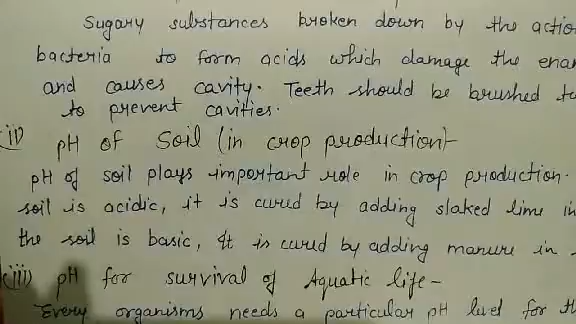 Sugary substances broken down by the action
bacteria to form acids which damage the
and causes cavity. Teeth should be brushed
to prevent cavities.
(ii) pH of soil (in crop production)-
pH of soil plays important role in crop production.
soil is acidic, it is cured by adding slaked lime in
the soil is basic, it is cured by adding manure in
(iii) pH for survival of Aquatic life -
Every organisms needs a particular pH level for